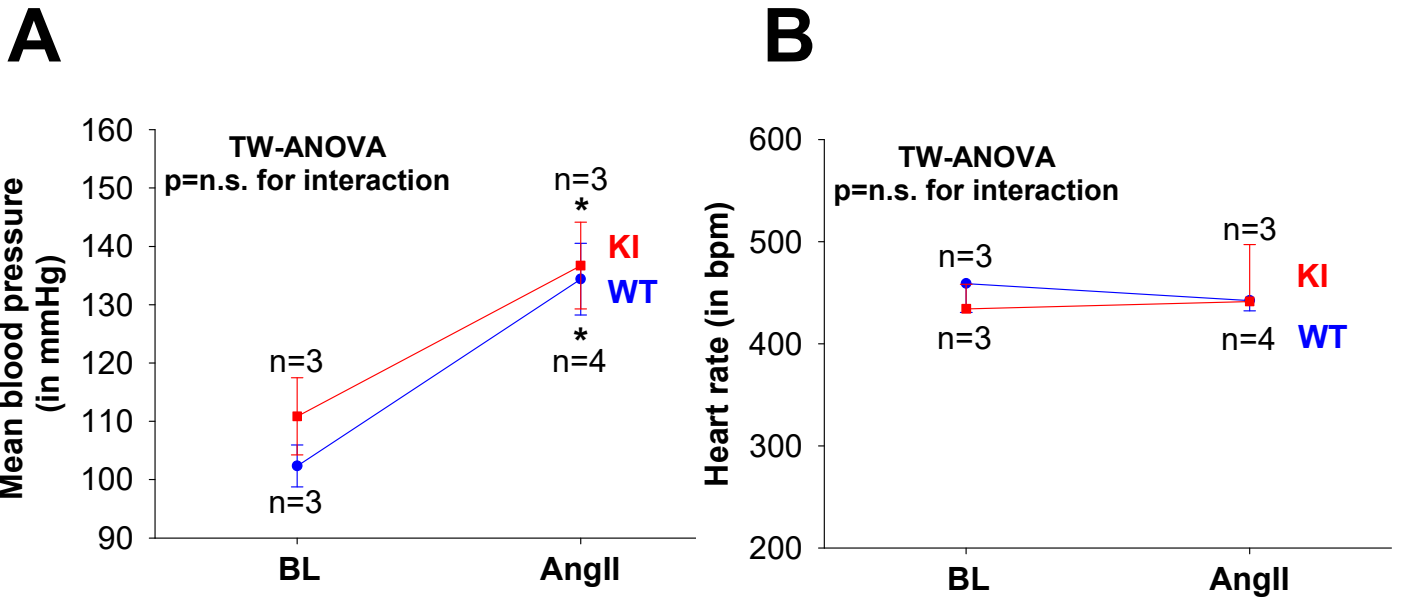 A
TW-ANOVA
p=n.s. for interaction
Mean blood pressure
(in mmHg)
160
150
140
130
120
110
100
90
n=3
n=3
n=3
*
KI
WT
*
n=4
BL
AngII
B
TW-ANOVA
p=n.s. for interaction
Heart rate (in bpm)
600
500
400
300
200
n=3
n=3
n=3
KI
n=4
WT
BL
AngII